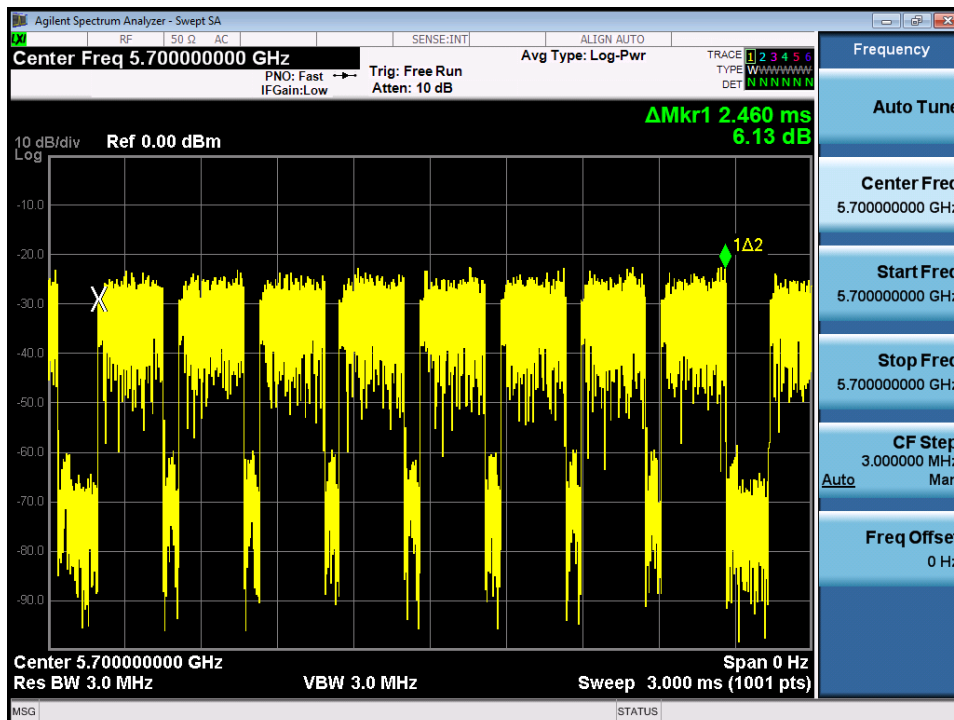 Agilent Spectrum Analyzer - Swept SA
LXI RF 50 Ω AC SENSE:INT ALIGN AUTO
Center Freq 5.700000000 GHz
PNO: Fast
IFGain:Low
Trig: Free Run
Atten: 10 dB
Avg Type: Log-Pwr
TRACE 1 2 3 4 5 6
TYPE WWWWWW
DET N N N N N N
ΔMkr1 2.460 ms
6.13 dB
10 dB/div Ref 0.00 dBm
Log
-10.0
-20.0
-30.0
-40.0
-50.0
-60.0
-70.0
-80.0
-90.0
1Δ2
X
Center 5.700000000 GHz Span 0 Hz
Res BW 3.0 MHz VBW 3.0 MHz Sweep 3.000 ms (1001 pts)
MSG STATUS
Frequency
Auto Tune
Center Freq
5.700000000 GHz
Start Freq
5.700000000 GHz
Stop Freq
5.700000000 GHz
CF Step
3.000000 MHz
Auto Man
Freq Offset
0 Hz